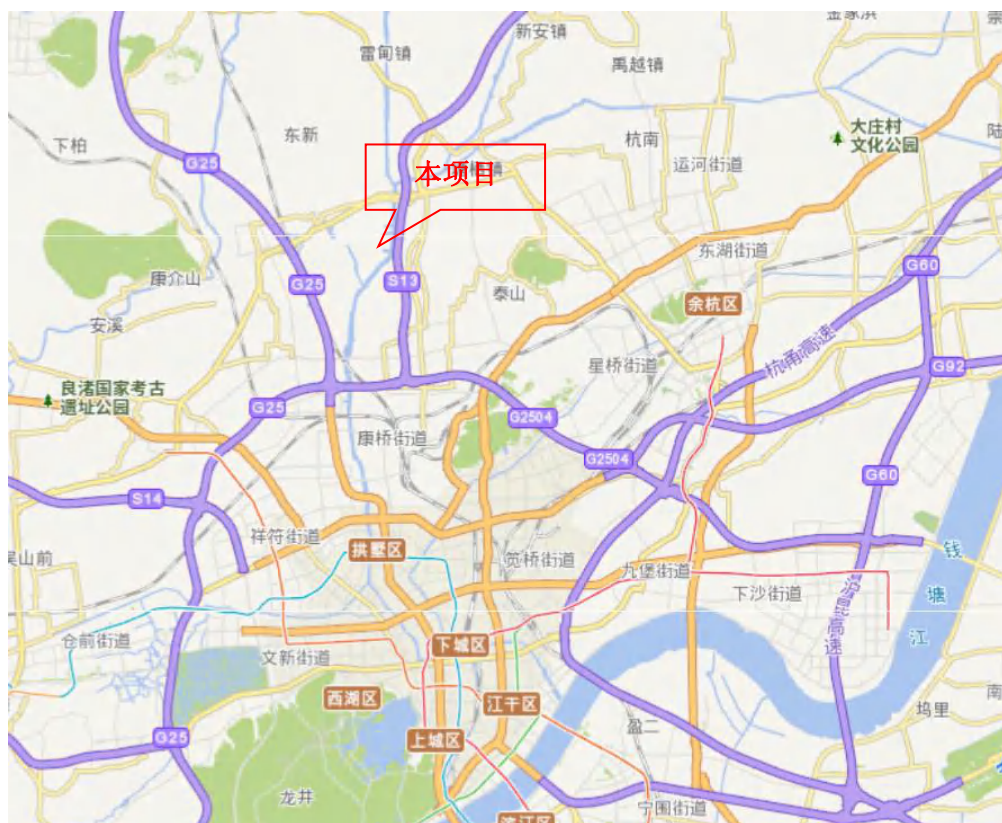 新安镇
雷甸镇
禹越镇
下柏
东新
杭南
大庄村
文化公园
陆
运河街道
本项目
G25
东湖街道
康介山
G25
S13
泰山
余杭区
G60
安溪
星桥街道
杭甬高速
G92
良渚国家考古
遗址公园
G25
G2504
康桥街道
G2504
G60
S14
祥符街道
拱墅区
笕桥街道
九堡街道
下沙街道
钱
塘
江
仓前街道
下城区
文新街道
西湖区
江干区
上城区
盈二
坞里
南
G25
龙井
宁围街道
滨江区